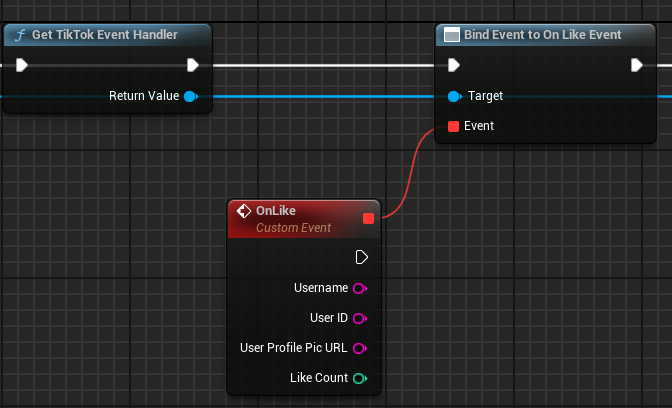 Get TikTok Event Handler
Return Value
Bind Event to On Like Event
Target
Event
OnLike
Custom Event
Username
User ID
User Profile Pic URL
Like Count